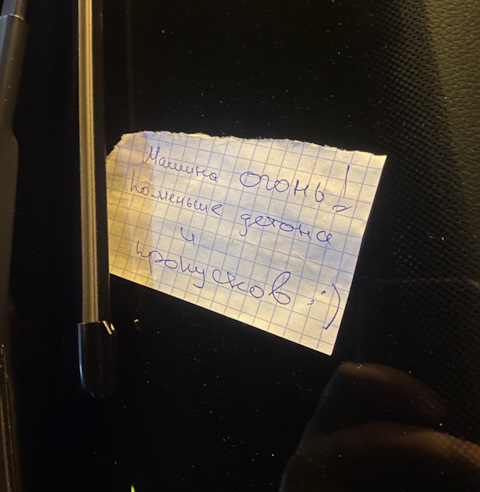 Машина огонь!
Поменьше детона
и
пропусков ;)